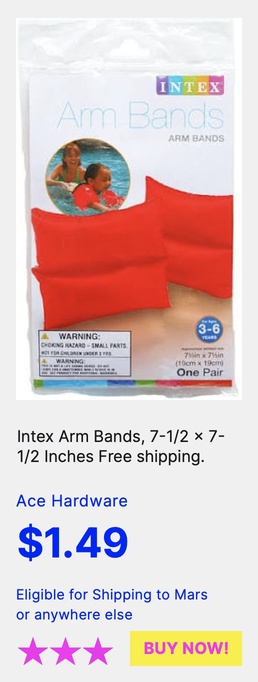 INTEX
Arm Bands
ARM BANDS
WARNING:
CHOKING HAZARD - SMALL PARTS.
NOT FOR CHILDREN UNDER 3 YRS.
WARNING:
For Ages
3-6
YEARS
7½in x 7½in
(19cm x 19cm)
One Pair
Intex Arm Bands, 7-1/2 × 7-
1/2 Inches Free shipping.
Ace Hardware
$1.49
Eligible for Shipping to Mars
or anywhere else
BUY NOW!